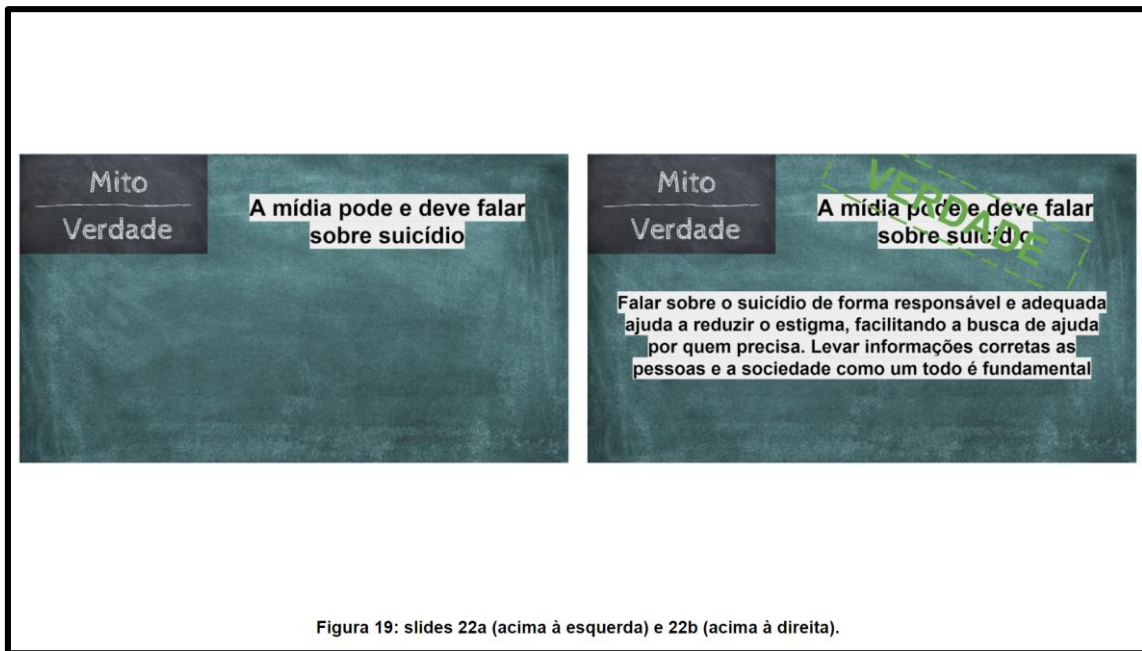 Mito
Verdade
A mídia pode e deve falar
sobre suicídio
Mito
Verdade
VERDADE
A mídia pode e deve falar
sobre suicídio
Falar sobre o suicídio de forma responsável e adequada
ajuda a reduzir o estigma, facilitando a busca de ajuda
por quem precisa. Levar informações corretas as
pessoas e a sociedade como um todo é fundamental
Figura 19: slides 22a (acima à esquerda) e 22b (acima à direita).